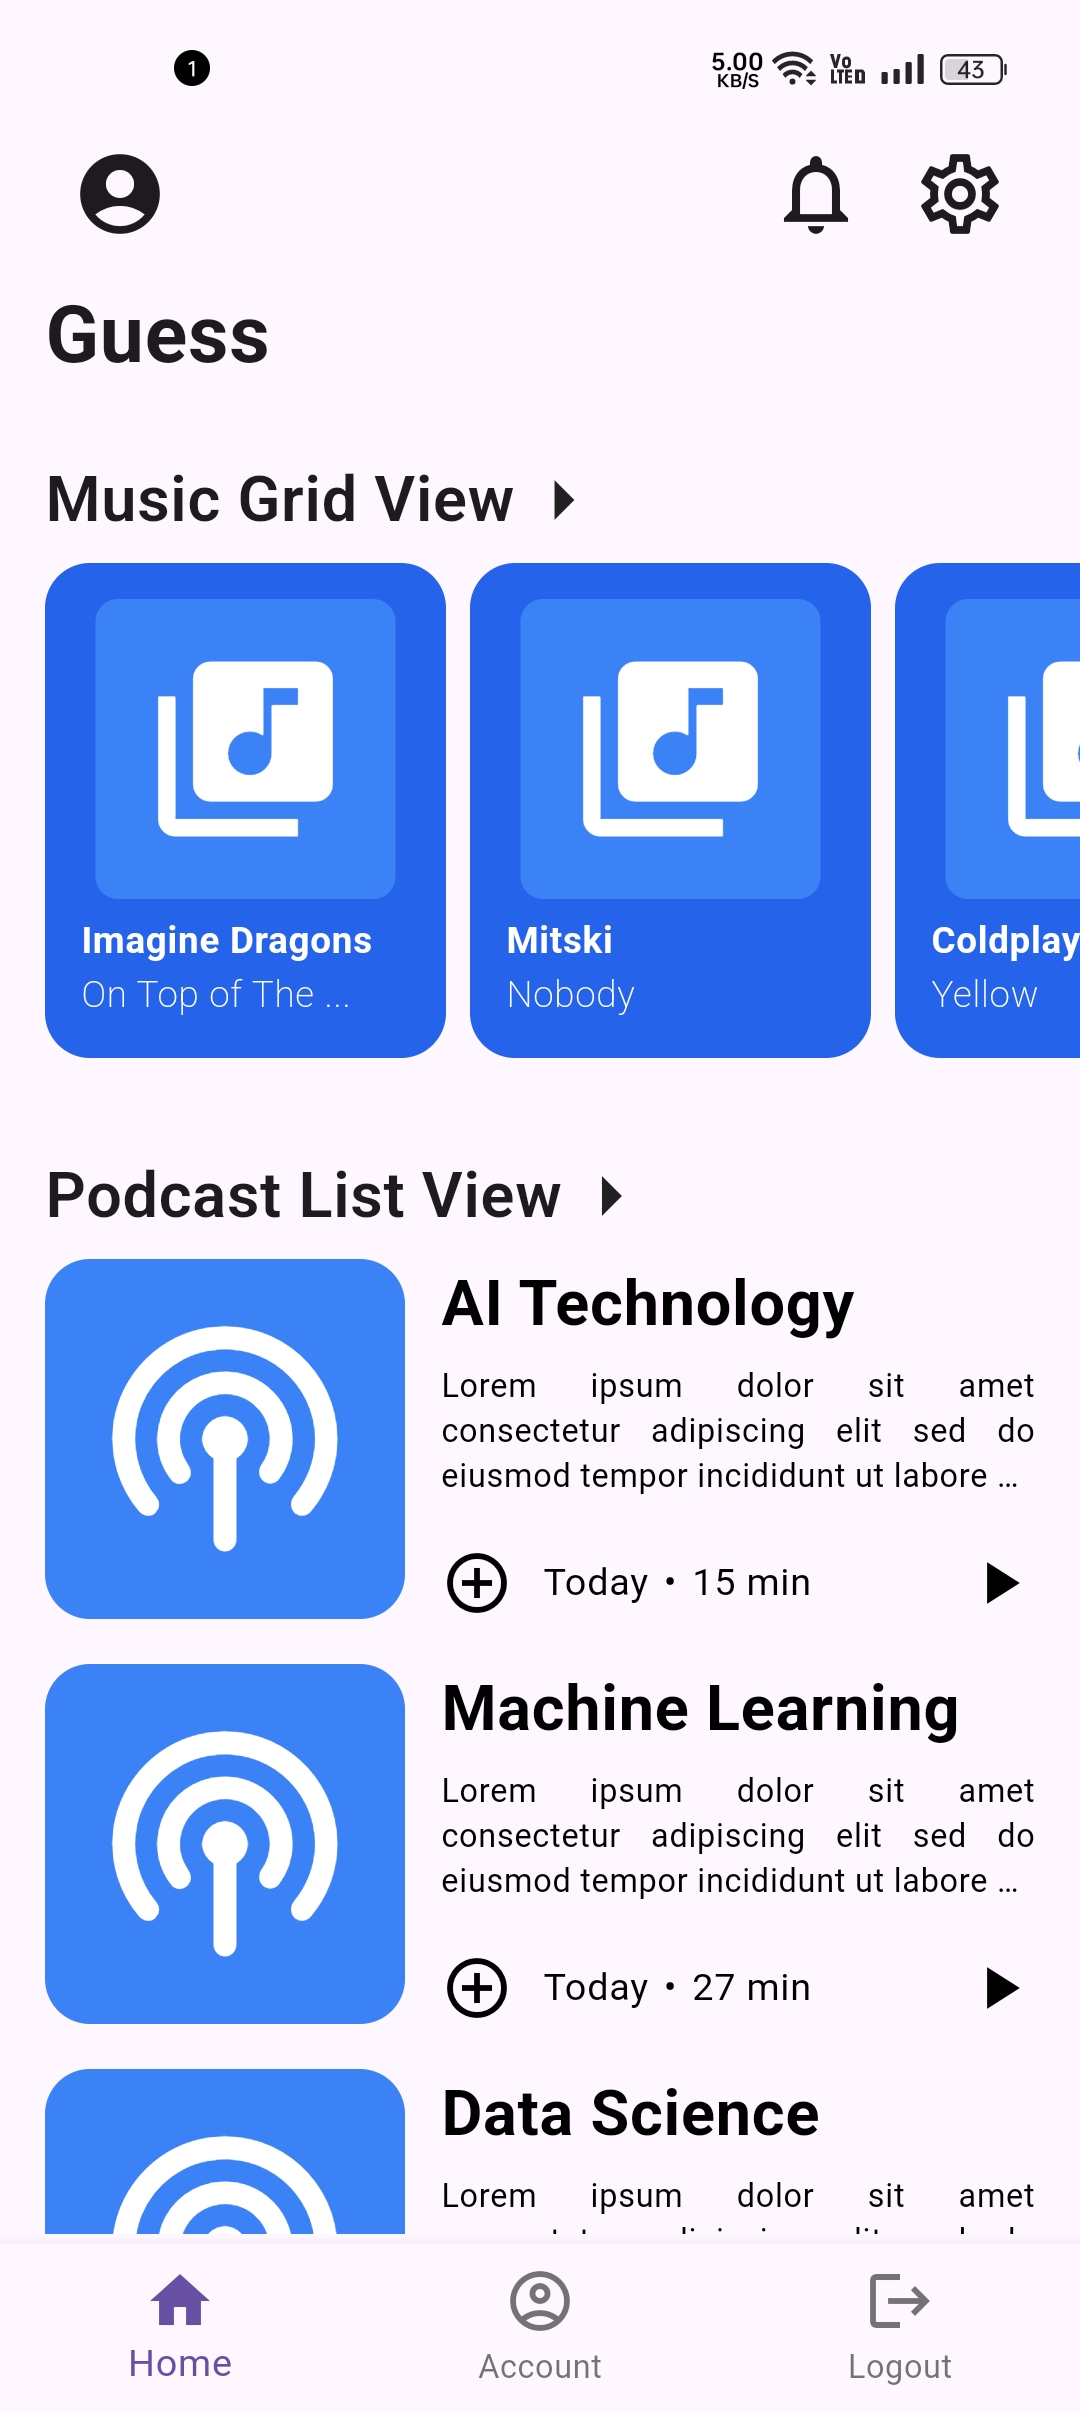 1
5.00
KB/S
Vo
LTED
43
Guess
Music Grid View
Imagine Dragons
On Top of The ...
Mitski
Nobody
Coldplay
Yellow
Podcast List View
AI Technology
Lorem ipsum dolor sit amet
consectetur adipiscing elit sed do
eiusmod tempor incididunt ut labore ...
Today • 15 min
Machine Learning
Lorem ipsum dolor sit amet
consectetur adipiscing elit sed do
eiusmod tempor incididunt ut labore ...
Today • 27 min
Data Science
Lorem ipsum dolor sit amet
Home
Account
Logout